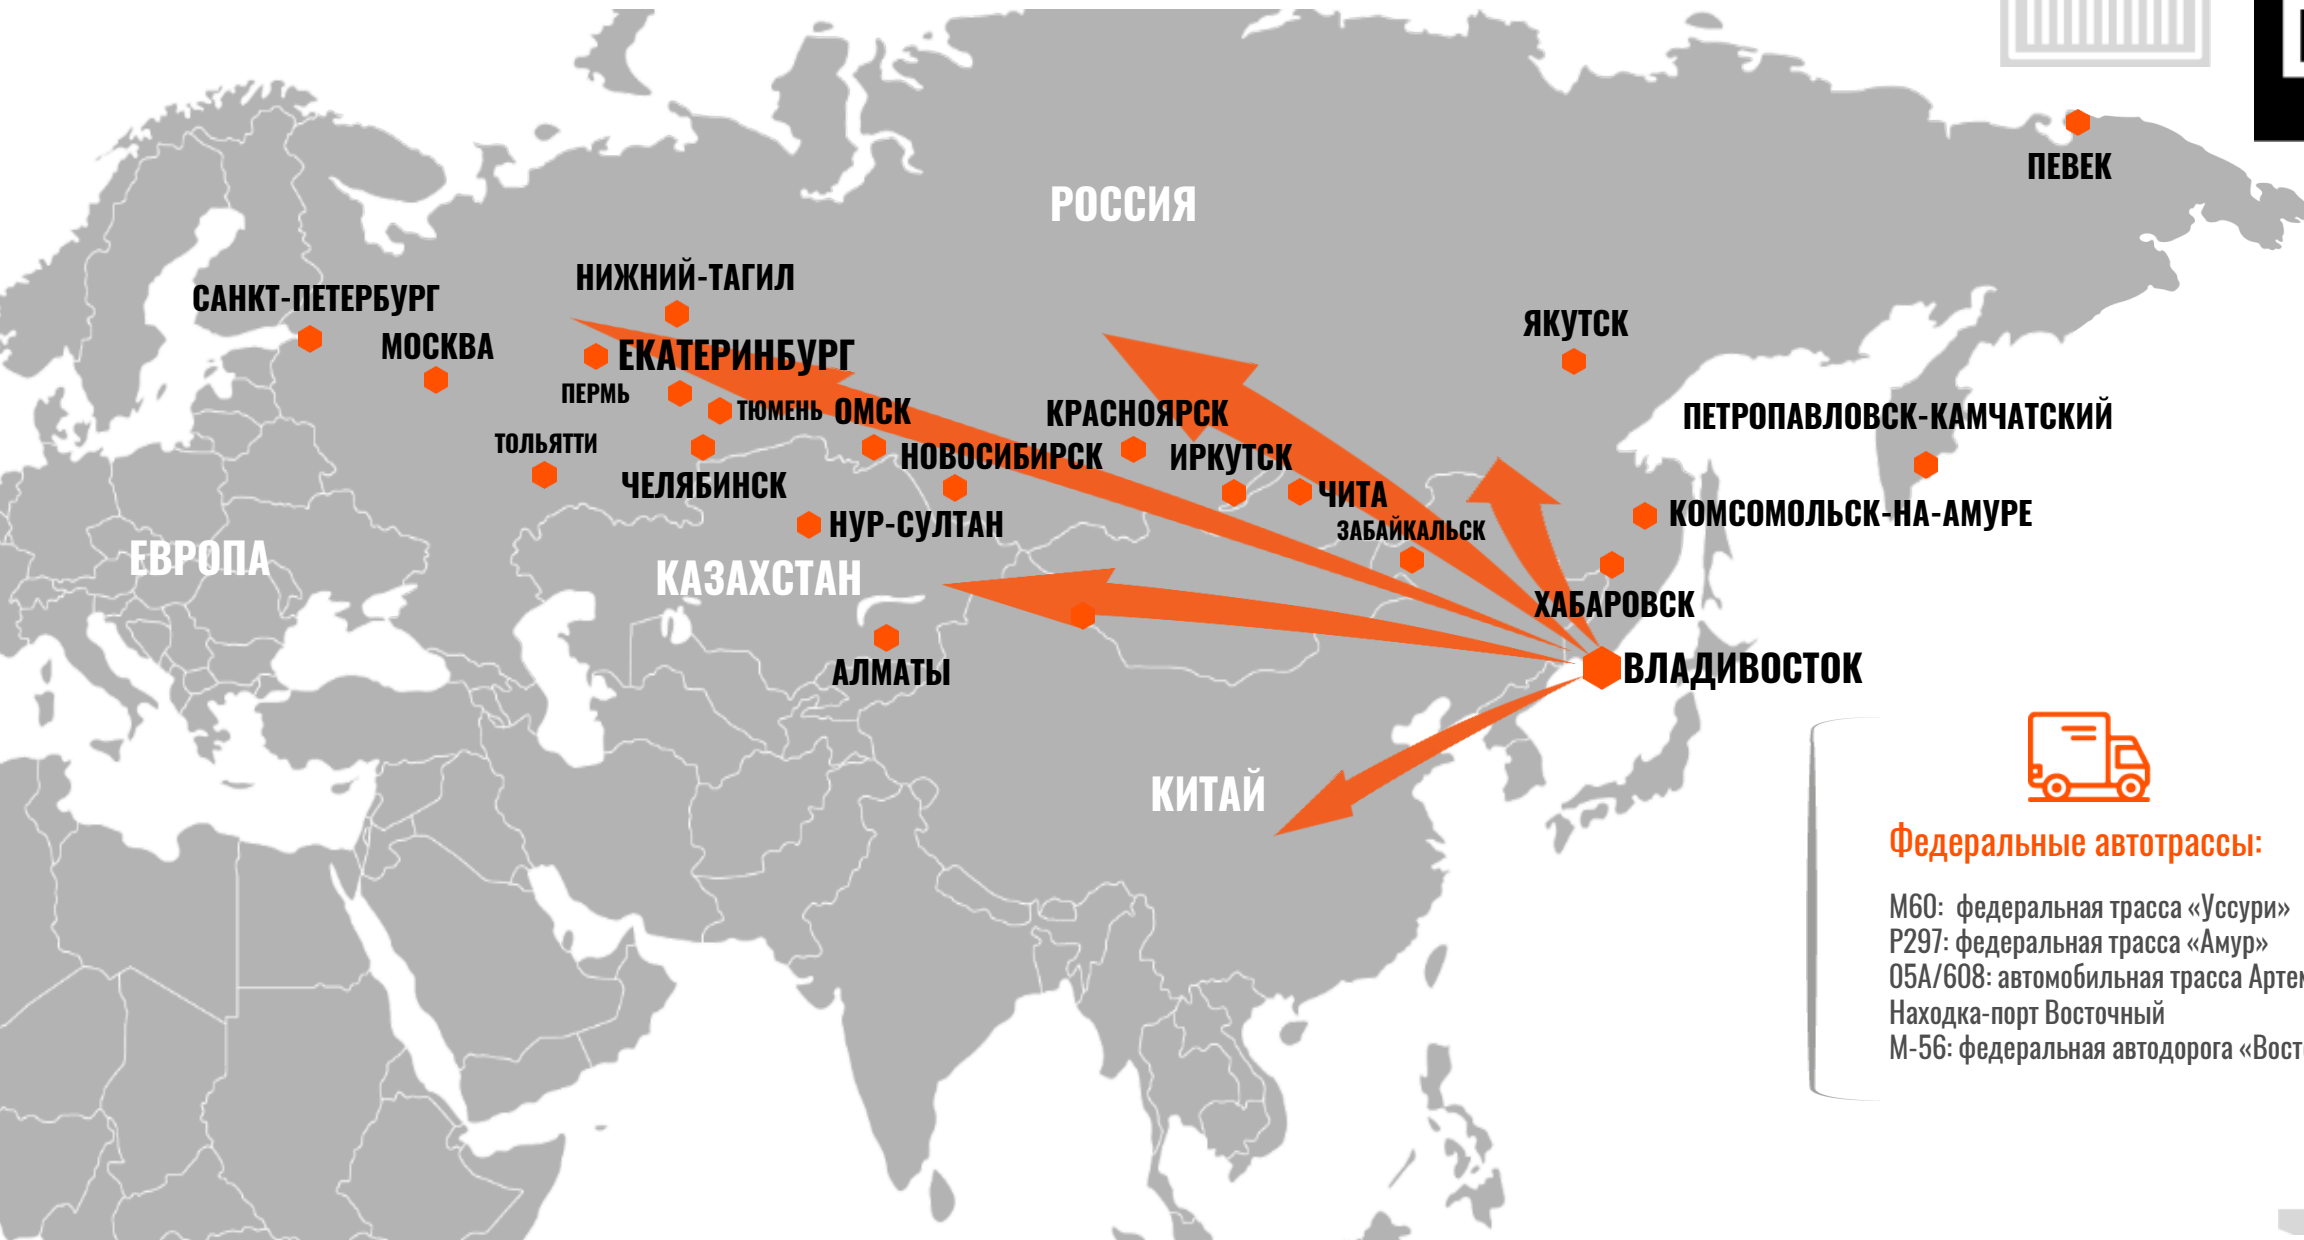 ПЕВЕК
РОССИЯ
НИЖНИЙ-ТАГИЛ
САНКТ-ПЕТЕРБУРГ
МОСКВА
ЯКУТСК
ЕКАТЕРИНБУРГ
ПЕРМЬ
ТЮМЕНЬ
ОМСК
КРАСНОЯРСК
ПЕТРОПАВЛОВСК-КАМЧАТСКИЙ
ТОЛЬЯТТИ
НОВОСИБИРСК
ИРКУТСК
ЧЕЛЯБИНСК
ЧИТА
КОМСОМОЛЬСК-НА-АМУРЕ
НУР-СУЛТАН
ЗАБАЙКАЛЬСК
ЕВРОПА
КАЗАХСТАН
ХАБАРОВСК
АЛМАТЫ
ВЛАДИВОСТОК
КИТАЙ
Федеральные автотрассы:
М60: федеральная трасса «Уссури»
Р297: федеральная трасса «Амур»
05А/608: автомобильная трасса
Находка-порт Восточный
М-56: федеральная автодорога